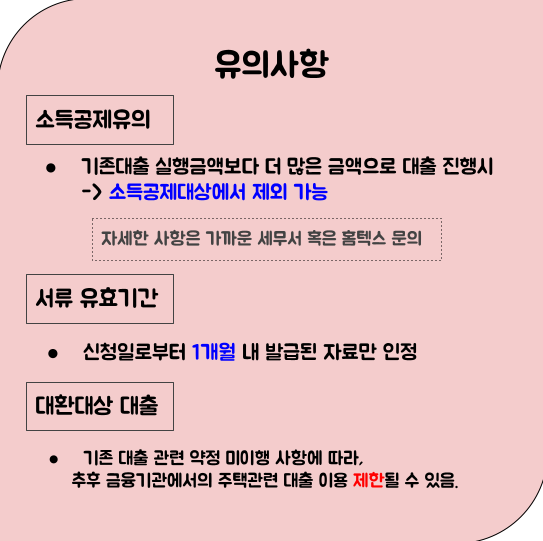 유의사항
소득공제유의
● 기존대출 실행금액보다 더 많은 금액으로 대출 진행시
-> 소득공제대상에서 제외 가능
자세한 사항은 가까운 세무서 혹은 홈텍스 문의
서류 유효기간
● 신청일로부터 1개월 내 발급된 자료만 인정
대환대상 대출
● 기존 대출 관련 약정 미이행 사항에 따라,
추후 금융기관에서의 주택관련 대출 이용 제한될 수 있음.